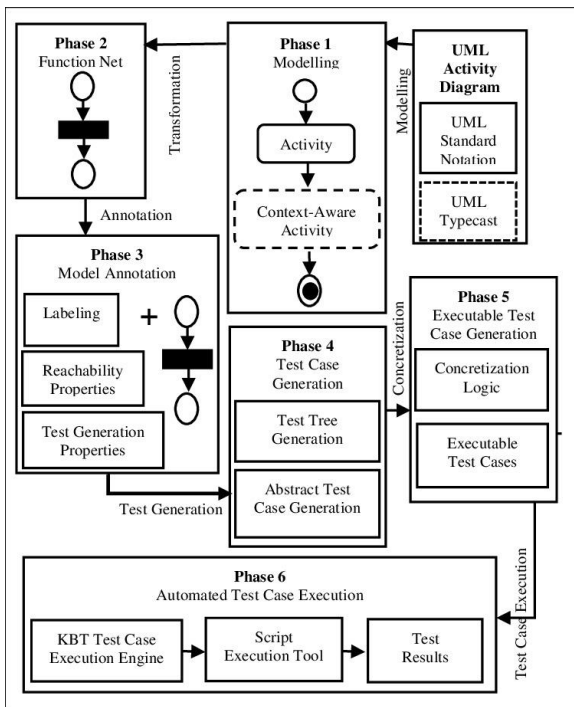 Phase 2
Function Net
Transformation
Phase 1
Modelling
Activity
Context-Aware
Activity
Modelling
UML
Activity
Diagram
UML
Standard
Notation
UML
Typecast
Annotation
Phase 3
Model Annotation
Labeling
+
Reachability
Properties
Test Generation
Properties
Test Generation
Phase 4
Test Case
Generation
Test Tree
Generation
Abstract Test
Case Generation
Concretization
Phase 5
Executable Test
Case Generation
Concretization
Logic
Executable
Test Cases
Test Case Execution
Phase 6
Automated Test Case Execution
KBT Test Case
Execution Engine
Script
Execution Tool
Test
Results